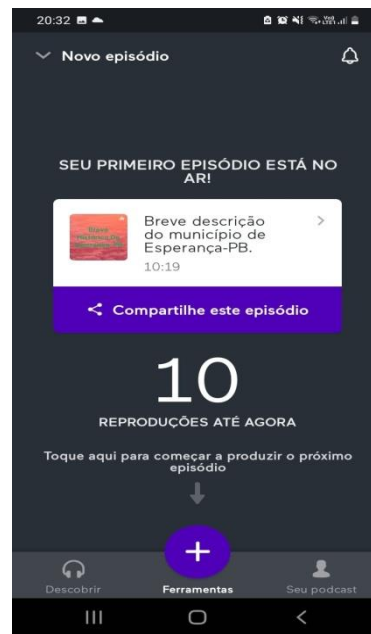 20:32
Novo episódio
SEU PRIMEIRO EPISÓDIO ESTÁ NO
AR!
Breve descrição
do município de
Esperança-PB.
10:19
Compartilhe este episódio
10
REPRODUÇÕES ATÉ AGORA
Toque aqui para começar a produzir o próximo
episódio
Descobrir
Ferramentas
Seu podcast